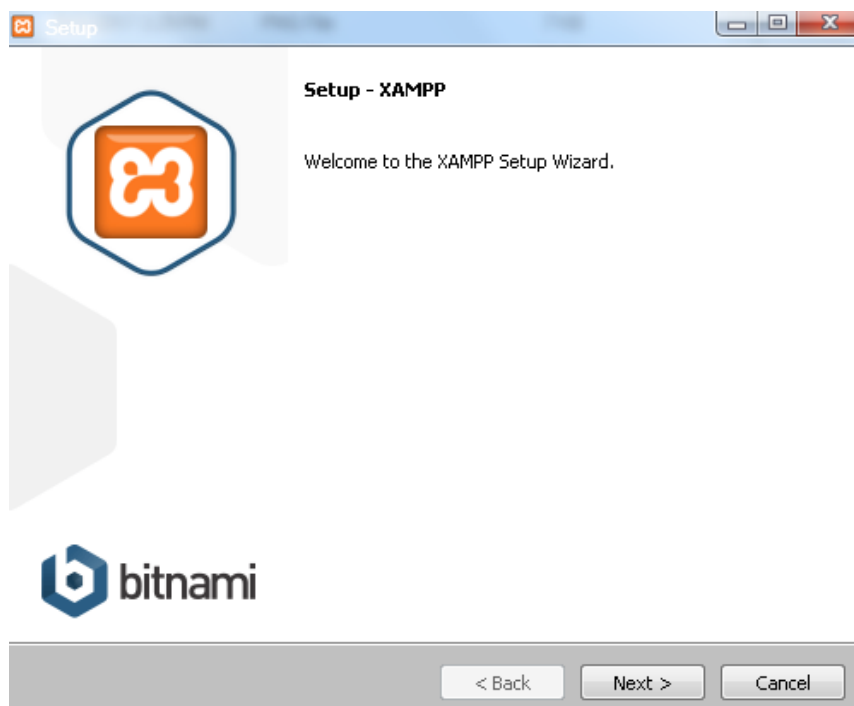 Setup
Setup - XAMPP
Welcome to the XAMPP Setup Wizard.
bitnami
< Back
Next >
Cancel